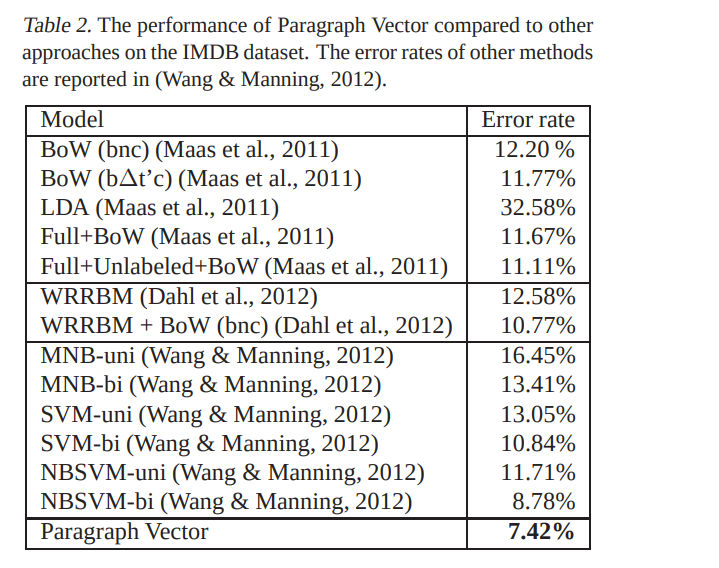 Table 2. The performance of Paragraph Vector compared to other
approaches on the IMDB dataset. The error rates of other methods
are reported in (Wang & Manning, 2012).
Model Error rate
BoW (bnc) (Maas et al., 2011) 12.20 %
BoW (bΔt’c) (Maas et al., 2011) 11.77%
LDA (Maas et al., 2011) 32.58%
Full+BoW (Maas et al., 2011) 11.67%
Full+Unlabeled+BoW (Maas et al., 2011) 11.11%
WRRBM (Dahl et al., 2012) 12.58%
WRRBM + BoW (bnc) (Dahl et al., 2012) 10.77%
MNB-uni (Wang & Manning, 2012) 16.45%
MNB-bi (Wang & Manning, 2012) 13.41%
SVM-uni (Wang & Manning, 2012) 13.05%
SVM-bi (Wang & Manning, 2012) 10.84%
NBSVM-uni (Wang & Manning, 2012) 11.71%
NBSVM-bi (Wang & Manning, 2012) 8.78%
Paragraph Vector 7.42%